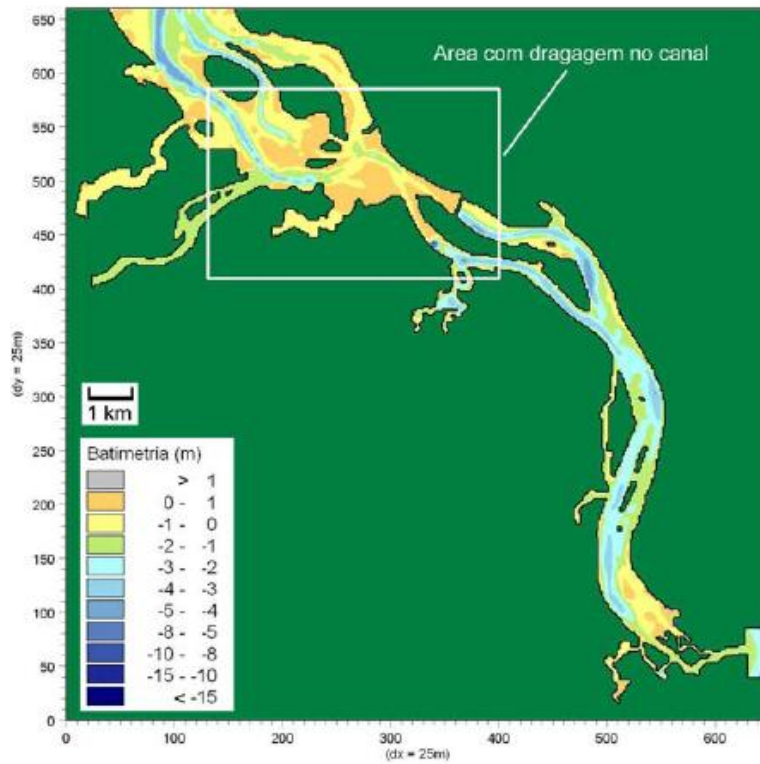 650
600
550
500
450
400
350
300
250
200
150
100
50
0
(dy = 25m)
Area com dragagem no canal
1 km
Batimetria (m)
> 1
0 - 1
-1 - 0
-2 - -1
-3 - -2
-4 - -3
-5 - -4
-8 - -5
-10 - -8
-15 - -10
< -15
0 100 200 300 400 500 600
(dx = 25m)